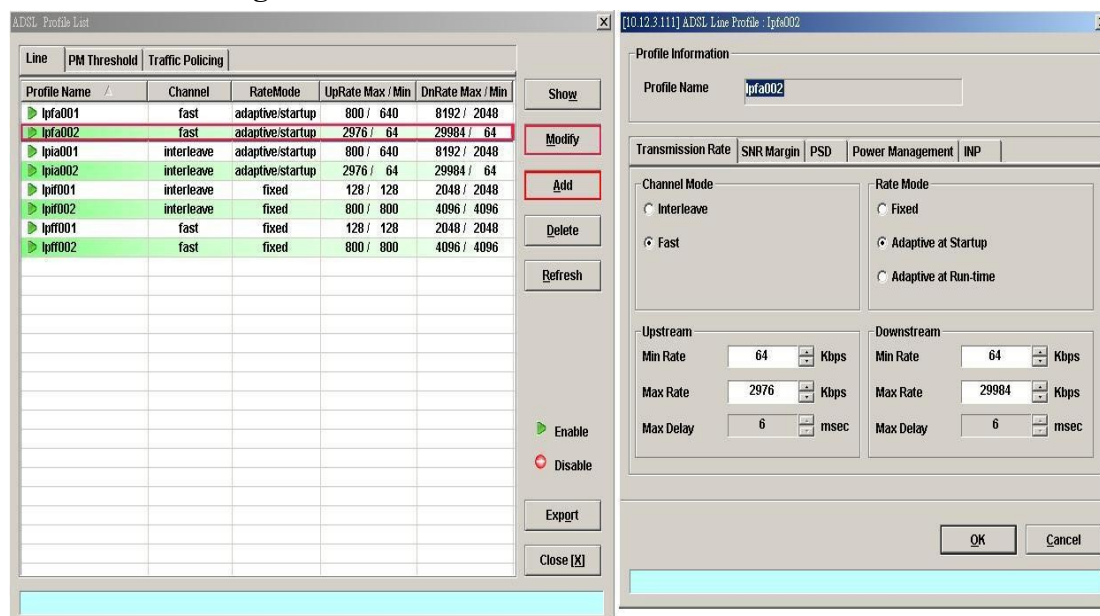 ADSL Profile List
Line PM Threshold Traffic Policing
Profile Name Channel RateMode UpRate Max / Min DnRate Max / Min
lpfa001 fast adaptive/startup 800 / 640 8192 / 2048
lpfa002 fast adaptive/startup 2976 / 64 29984 / 64
lpia001 interleave adaptive/startup 800 / 640 8192 / 2048
lpia002 interleave adaptive/startup 2976 / 64 29984 / 64
lpif001 interleave fixed 128 / 128 2048 / 2048
lpif002 interleave fixed 800 / 800 4096 / 4096
lpff001 fast fixed 128 / 128 2048 / 2048
lpff002 fast fixed 800 / 800 4096 / 4096
Show
Modify
Add
Delete
Refresh
Enable
Disable
Export
Close [X]
[10.12.3.111] ADSL Line Profile : lpfa002
Profile Information
Profile Name lpfa002
Transmission Rate SNR Margin PSD Power Management INP
Channel Mode
Interleave
Fast
Rate Mode
Fixed
Adaptive at Startup
Adaptive at Run-time
Upstream
Min Rate 64 Kbps
Max Rate 2976 Kbps
Max Delay 6 msec
Downstream
Min Rate 64 Kbps
Max Rate 29984 Kbps
Max Delay 6 msec
OK Cancel